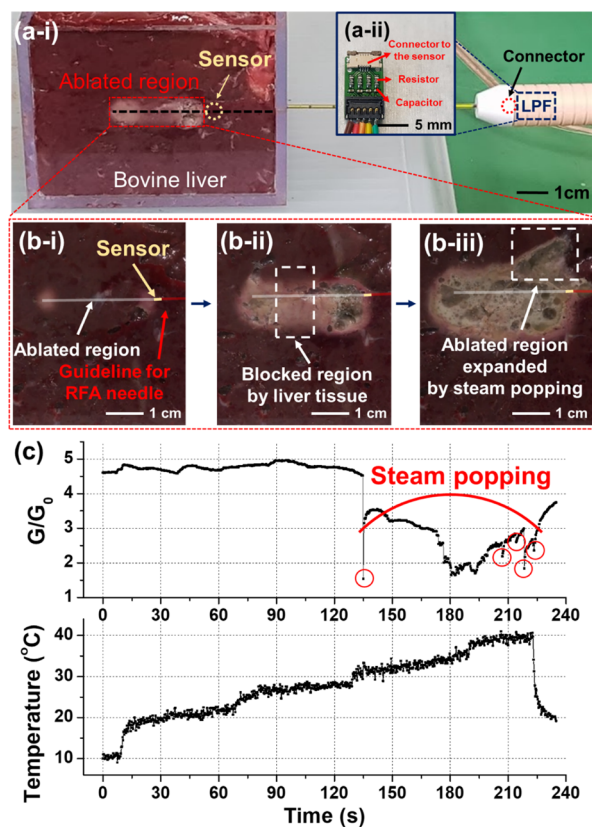 (a-i)
Sensor
Ablated region
Bovine liver
(a-ii)
Connector to
the sensor
Resistor
Capacitor
5 mm
Connector
LPF
1cm
(b-i)
Sensor
Ablated region
Guideline for
RFA needle
1 cm
(b-ii)
Blocked region
by liver tissue
1 cm
(b-iii)
Ablated region
expanded
by steam popping
1 cm
(c)
Steam popping
G/G0
5
4
3
2
1
0 30 60 90 120 150 180 210 240
Temperature (°C)
40
30
20
10
0 30 60 90 120 150 180 210 240
Time (s)